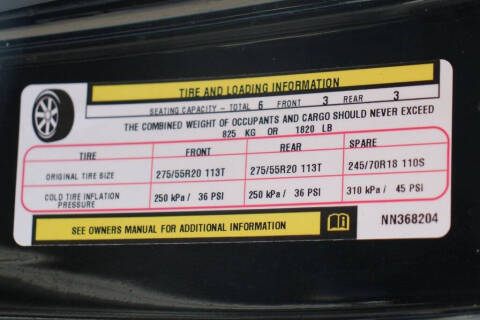 TIRE AND LOADING INFORMATION
SEATING CAPACITY - TOTAL 6 FRONT 3 REAR 3
THE COMBINED WEIGHT OF OCCUPANTS AND CARGO SHOULD NEVER EXCEED
825 KG OR 1820 LB
TIRE FRONT REAR SPARE
ORIGINAL TIRE SIZE 275/55R20 113T 275/55R20 113T 245/70R18 110S
COLD TIRE INFLATION PRESSURE 250 kPa / 36 PSI 250 kPa / 36 PSI 310 kPa / 45 PSI
SEE OWNERS MANUAL FOR ADDITIONAL INFORMATION
NN368204